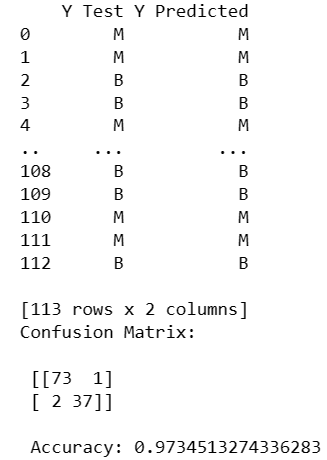 Y Test Y Predicted
0 M M
1 M M
2 B B
3 B B
4 M M
.. ... ...
108 B B
109 B B
110 M M
111 M M
112 B B
[113 rows x 2 columns]
Confusion Matrix:
[[73 1]
[ 2 37]]
Accuracy: 0.9734513274336283